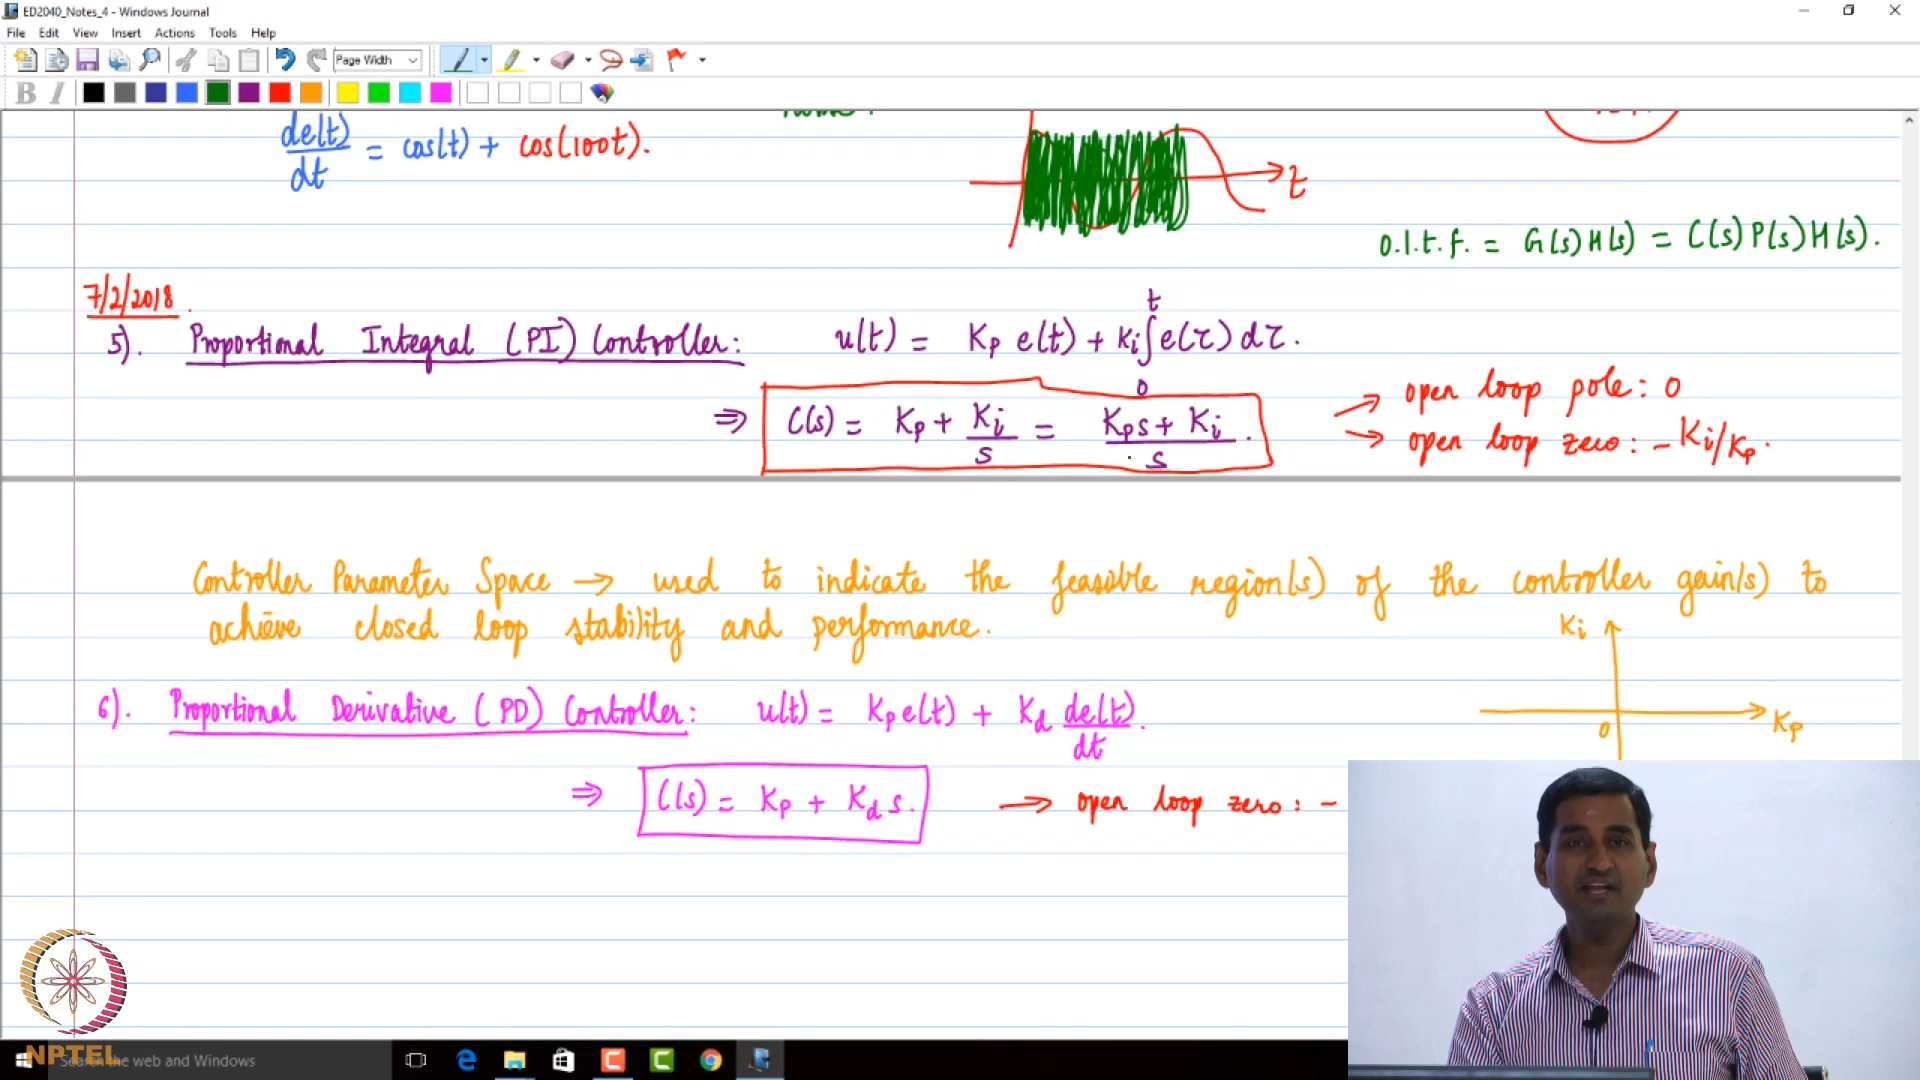 ED2040_Notes_4 - Windows Journal
File Edit View Insert Actions Tools Help
Page Width
B I
de(t)/dt = cos(t) + cos(100t).
t
o.l.t.f. = G(s)H(s) = C(s)P(s)H(s).
7/2/2018.
5). Proportional Integral (PI) Controller: u(t) = Kp e(t) + Ki ∫₀ᵗ e(τ) dτ.
⇒ C(s) = Kp + Ki/s = (Kps + Ki)/s.
→ open loop pole: 0
→ open loop zero: -Ki/Kp.
Controller Parameter Space → used to indicate the feasible region(s) of the controller gain(s) to
achieve closed loop stability and performance.
Ki
0
Kp
6). Proportional Derivative (PD) Controller: u(t) = Kp e(t) + Kd de(t)/dt.
⇒ C(s) = Kp + Kd s.
→ open loop zero: -
NPTEL
Search the web and Windows